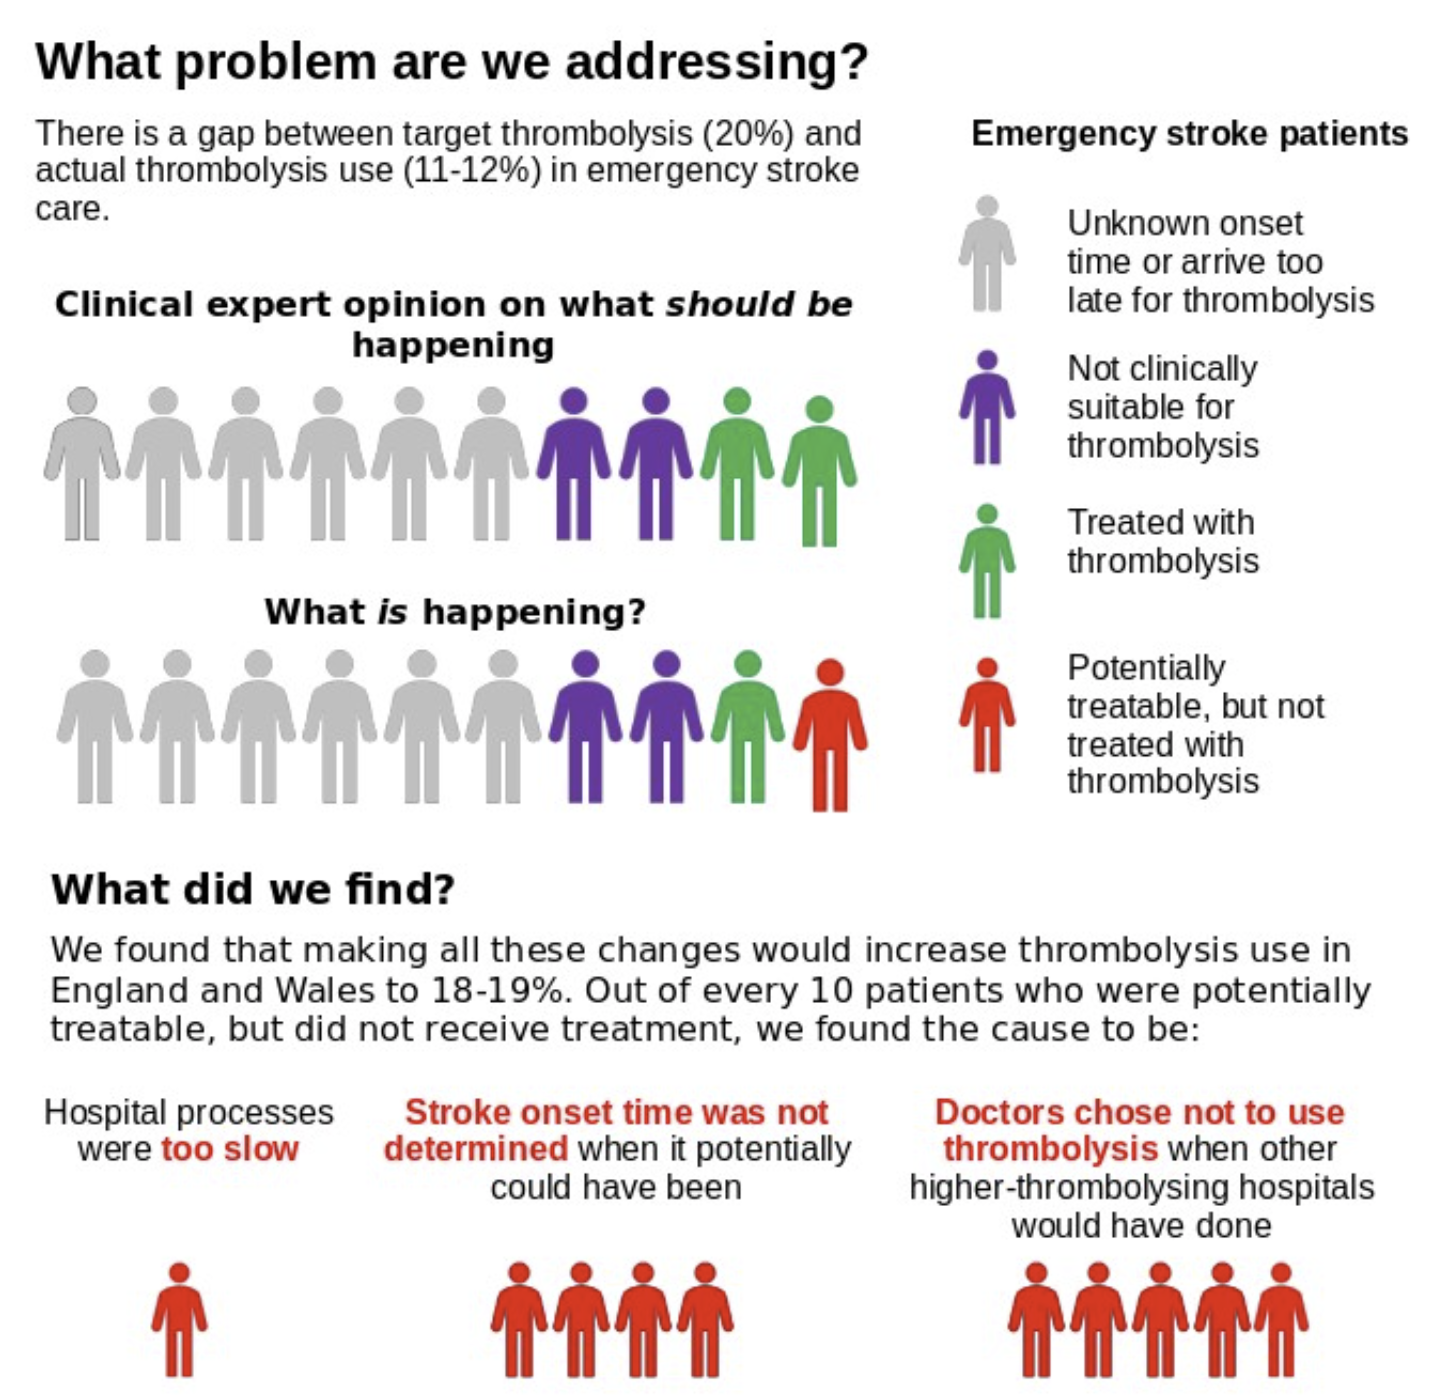 What problem are we addressing?
There is a gap between target thrombolysis (20%) and
actual thrombolysis use (11-12%) in emergency stroke
care.
Emergency stroke patients
Unknown onset
time or arrive too
late for thrombolysis
Not clinically
suitable for
thrombolysis
Treated with
thrombolysis
Potentially
treatable, but not
treated with
thrombolysis
Clinical expert opinion on what should be
happening
What is happening?
What did we find?
We found that making all these changes would increase thrombolysis use in
England and Wales to 18-19%. Out of every 10 patients who were potentially
treatable, but did not receive treatment, we found the cause to be:
Hospital processes
were too slow
Stroke onset time was not
determined when it potentially
could have been
Doctors chose not to use
thrombolysis when other
higher-thrombolysing hospitals
would have done